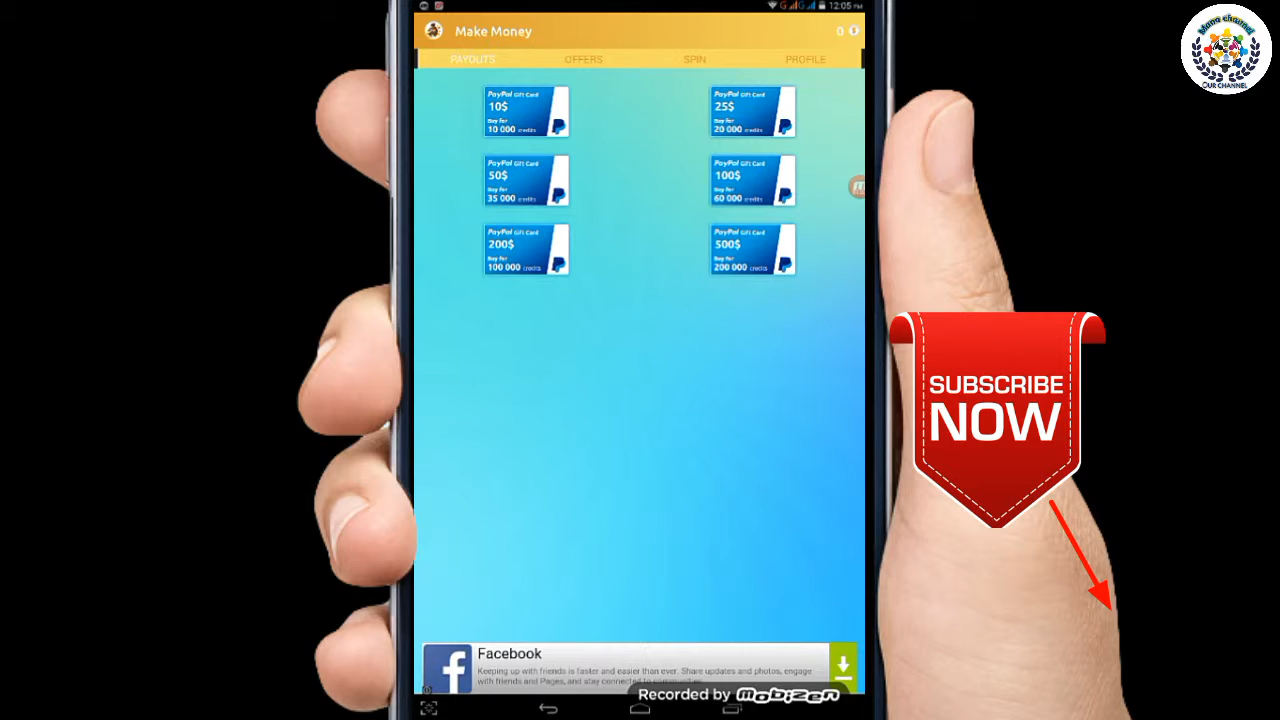 12:05 PM
Make Money
0
PAYOUTS OFFERS SPIN PROFILE
PayPal Gift Card
10$
Buy for
10 000 credits
PayPal Gift Card
25$
Buy for
20 000 credits
PayPal Gift Card
50$
Buy for
35 000 credits
PayPal Gift Card
100$
Buy for
60 000 credits
PayPal Gift Card
200$
Buy for
100 000 credits
PayPal Gift Card
500$
Buy for
200 000 credits
Mana channel
OUR CHANNEL
SUBSCRIBE
NOW
Facebook
Keeping up with friends is faster and easier than ever. Share updates and photos, engage
with friends and Pages, and stay connected to communities
Recorded by mobizen